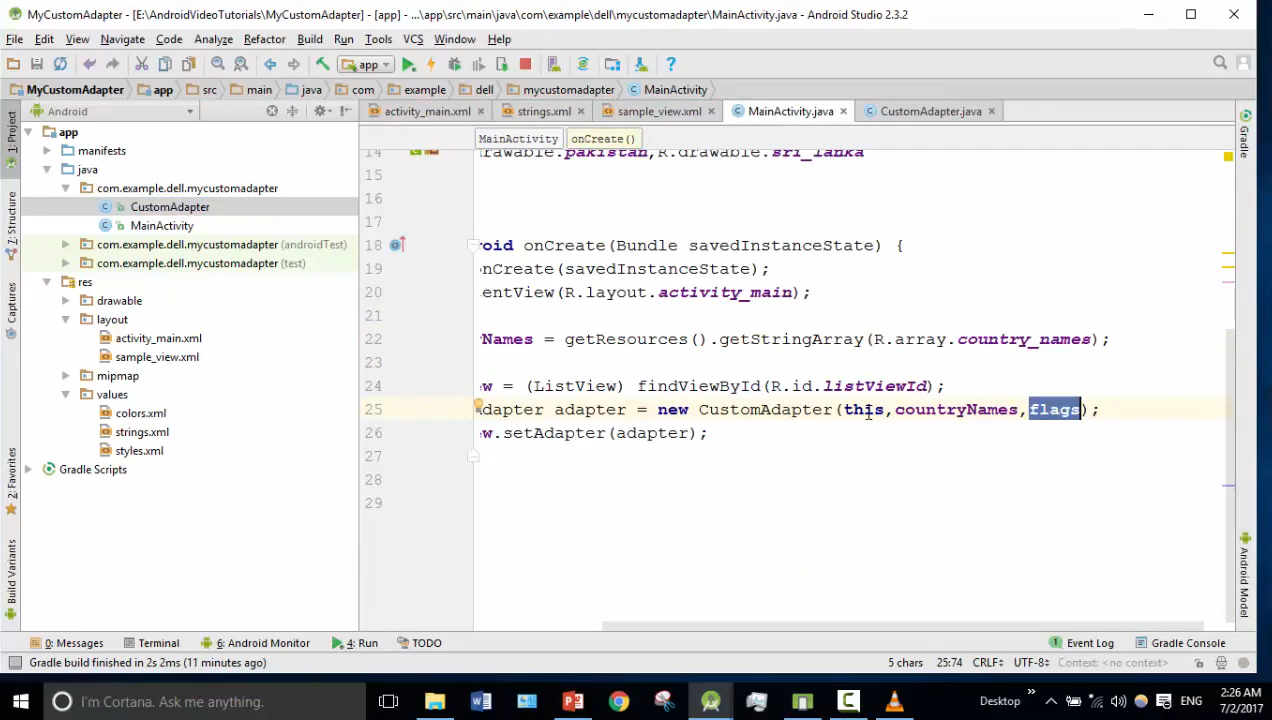 MyCustomAdapter - [E:\AndroidVideoTutorials\MyCustomAdapter] - [app] - ...\app\src\main\java\com\example\dell\mycustomadapter\MainActivity.java - Android Studio 2.3.2
File Edit View Navigate Code Analyze Refactor Build Run Tools VCS Window Help
app
MyCustomAdapter app src main java com example dell mycustomadapter MainActivity
Android
activity_main.xml strings.xml sample_view.xml MainActivity.java CustomAdapter.java
MainActivity onCreate()
app
manifests
java
com.example.dell.mycustomadapter
CustomAdapter
MainActivity
com.example.dell.mycustomadapter (androidTest)
com.example.dell.mycustomadapter (test)
res
drawable
layout
activity_main.xml
sample_view.xml
mipmap
values
colors.xml
strings.xml
styles.xml
Gradle Scripts
1: Project
7: Structure
Captures
2: Favorites
Build Variants
14 rawable.pakistan,R.drawable.sri_lanka
15
16
17
18 oid onCreate(Bundle savedInstanceState) {
19 onCreate(savedInstanceState);
20 entView(R.layout.activity_main);
21
22 Names = getResources().getStringArray(R.array.country_names);
23
24 w = (ListView) findViewById(R.id.listViewId);
25 dapter adapter = new CustomAdapter(this,countryNames,flags);
26 w.setAdapter(adapter);
27
28
29
Gradle
Android Model
0: Messages Terminal 6: Android Monitor 4: Run TODO 1 Event Log Gradle Console
Gradle build finished in 2s 2ms (11 minutes ago) 5 chars 25:74 CRLF UTF-8 Context: <no context>
I'm Cortana. Ask me anything. Desktop ENG 2:26 AM
7/2/2017